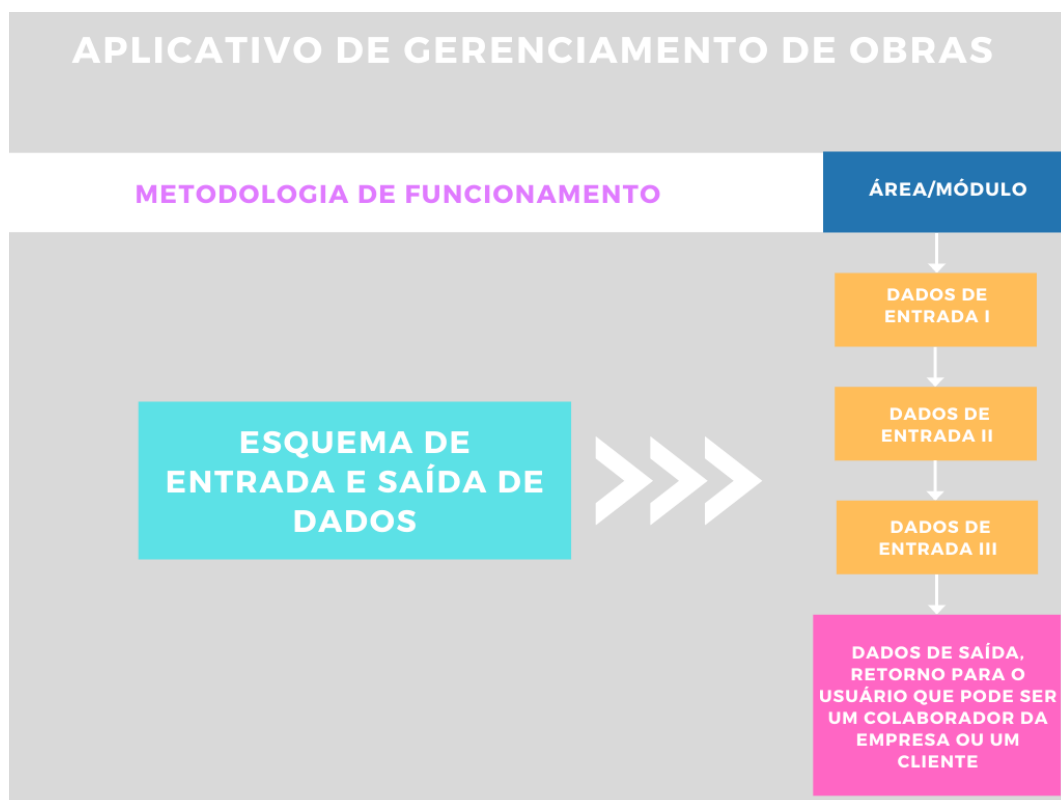 APLICATIVO DE GERENCIAMENTO DE OBRAS
METODOLOGIA DE FUNCIONAMENTO
ÁREA/MÓDULO
DADOS DE
ENTRADA I
DADOS DE
ENTRADA II
DADOS DE
ENTRADA III
ESQUEMA DE
ENTRADA E SAÍDA DE
DADOS
DADOS DE SAÍDA,
RETORNO PARA O
USUÁRIO QUE PODE SER
UM COLABORADOR DA
EMPRESA OU UM
CLIENTE